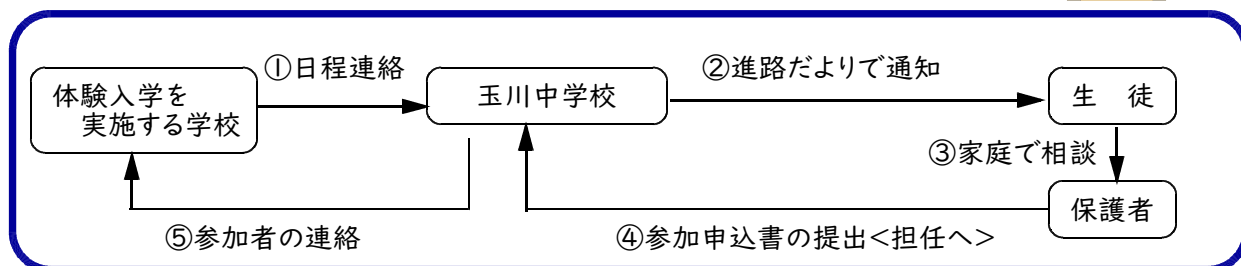 ①日程連絡
②進路だよりで通知
体験入学を
実施する学校
玉川中学校
生　徒
③家庭で相談
保護者
⑤参加者の連絡
④参加申込書の提出<担任へ>